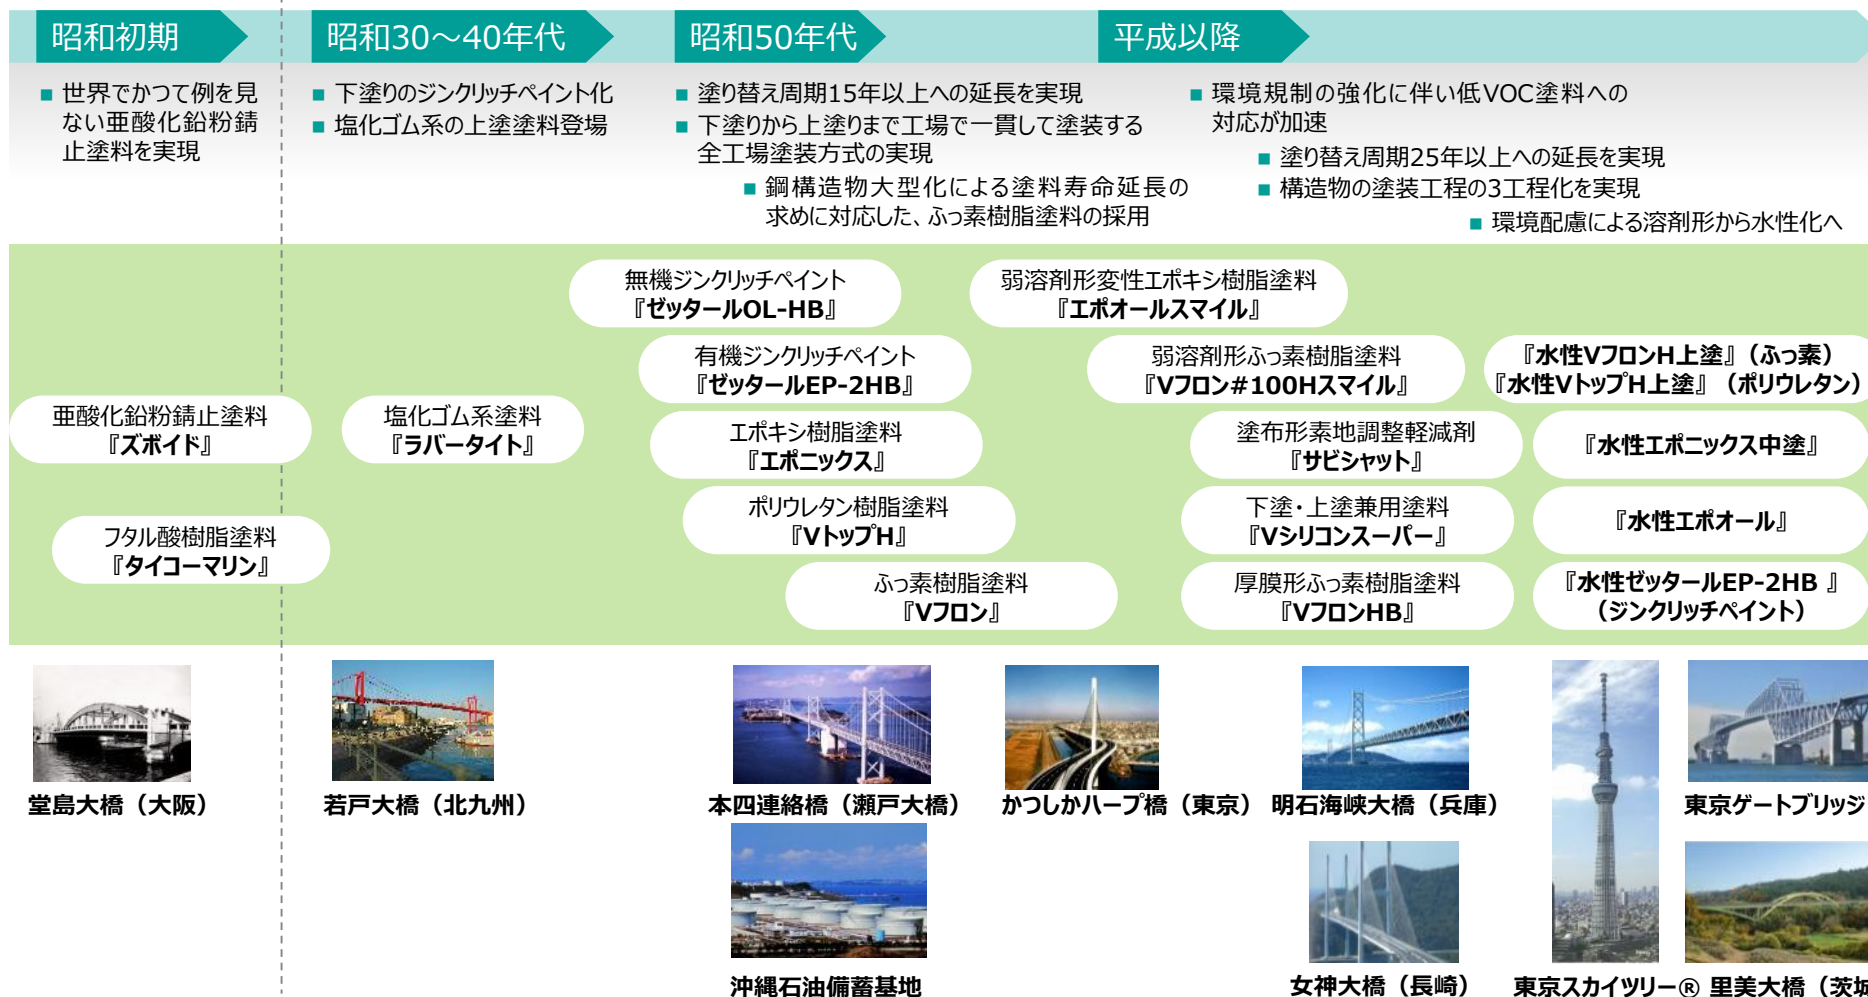 昭和初期
昭和30～40年代
昭和50年代
平成以降
■ 世界でかつて例を見
ない亜酸化鉛粉錆
止塗料を実現
■ 下塗りのジンクリッチペイント化
■ 塩化ゴム系の上塗塗料登場
■ 塗り替え周期15年以上への延長を実現
■ 下塗りから上塗りまで工場で一貫して塗装する
全工場塗装方式の実現
■ 鋼構造物大型化による塗料寿命延長の
求めに対応した、ふっ素樹脂塗料の採用
■ 環境規制の強化に伴い低VOC塗料への
対応が加速
■ 塗り替え周期25年以上への延長を実現
■ 構造物の塗装工程の3工程化を実現
■ 環境配慮による溶剤形から水性化へ
亜酸化鉛粉錆止塗料
『ズボイド』
フタル酸樹脂塗料
『タイコーマリン』
塩化ゴム系塗料
『ラバータイト』
無機ジンクリッチペイント
『ゼッタールOL-HB』
有機ジンクリッチペイント
『ゼッタールEP-2HB』
エポキシ樹脂塗料
『エポニックス』
ポリウレタン樹脂塗料
『VトップH』
ふっ素樹脂塗料
『Vフロン』
弱溶剤形変性エポキシ樹脂塗料
『エポオールスマイル』
弱溶剤形ふっ素樹脂塗料
『Vフロン#100Hスマイル』
塗布形素地調整軽減剤
『サビシャット』
下塗・上塗兼用塗料
『Vシリコンスーパー』
厚膜形ふっ素樹脂塗料
『VフロンHB』
『水性VフロンH上塗』（ふっ素）
『水性VトップH上塗』（ポリウレタン）
『水性エポニックス中塗』
『水性エポオール』
『水性ゼッタールEP-2HB 』
（ジンクリッチペイント）
堂島大橋（大阪）
若戸大橋（北九州）
本四連絡橋（瀬戸大橋）
かつしかハープ橋（東京）
明石海峡大橋（兵庫）
東京ゲートブリッジ
沖縄石油備蓄基地
女神大橋（長崎）
東京スカイツリー®
里美大橋（茨城